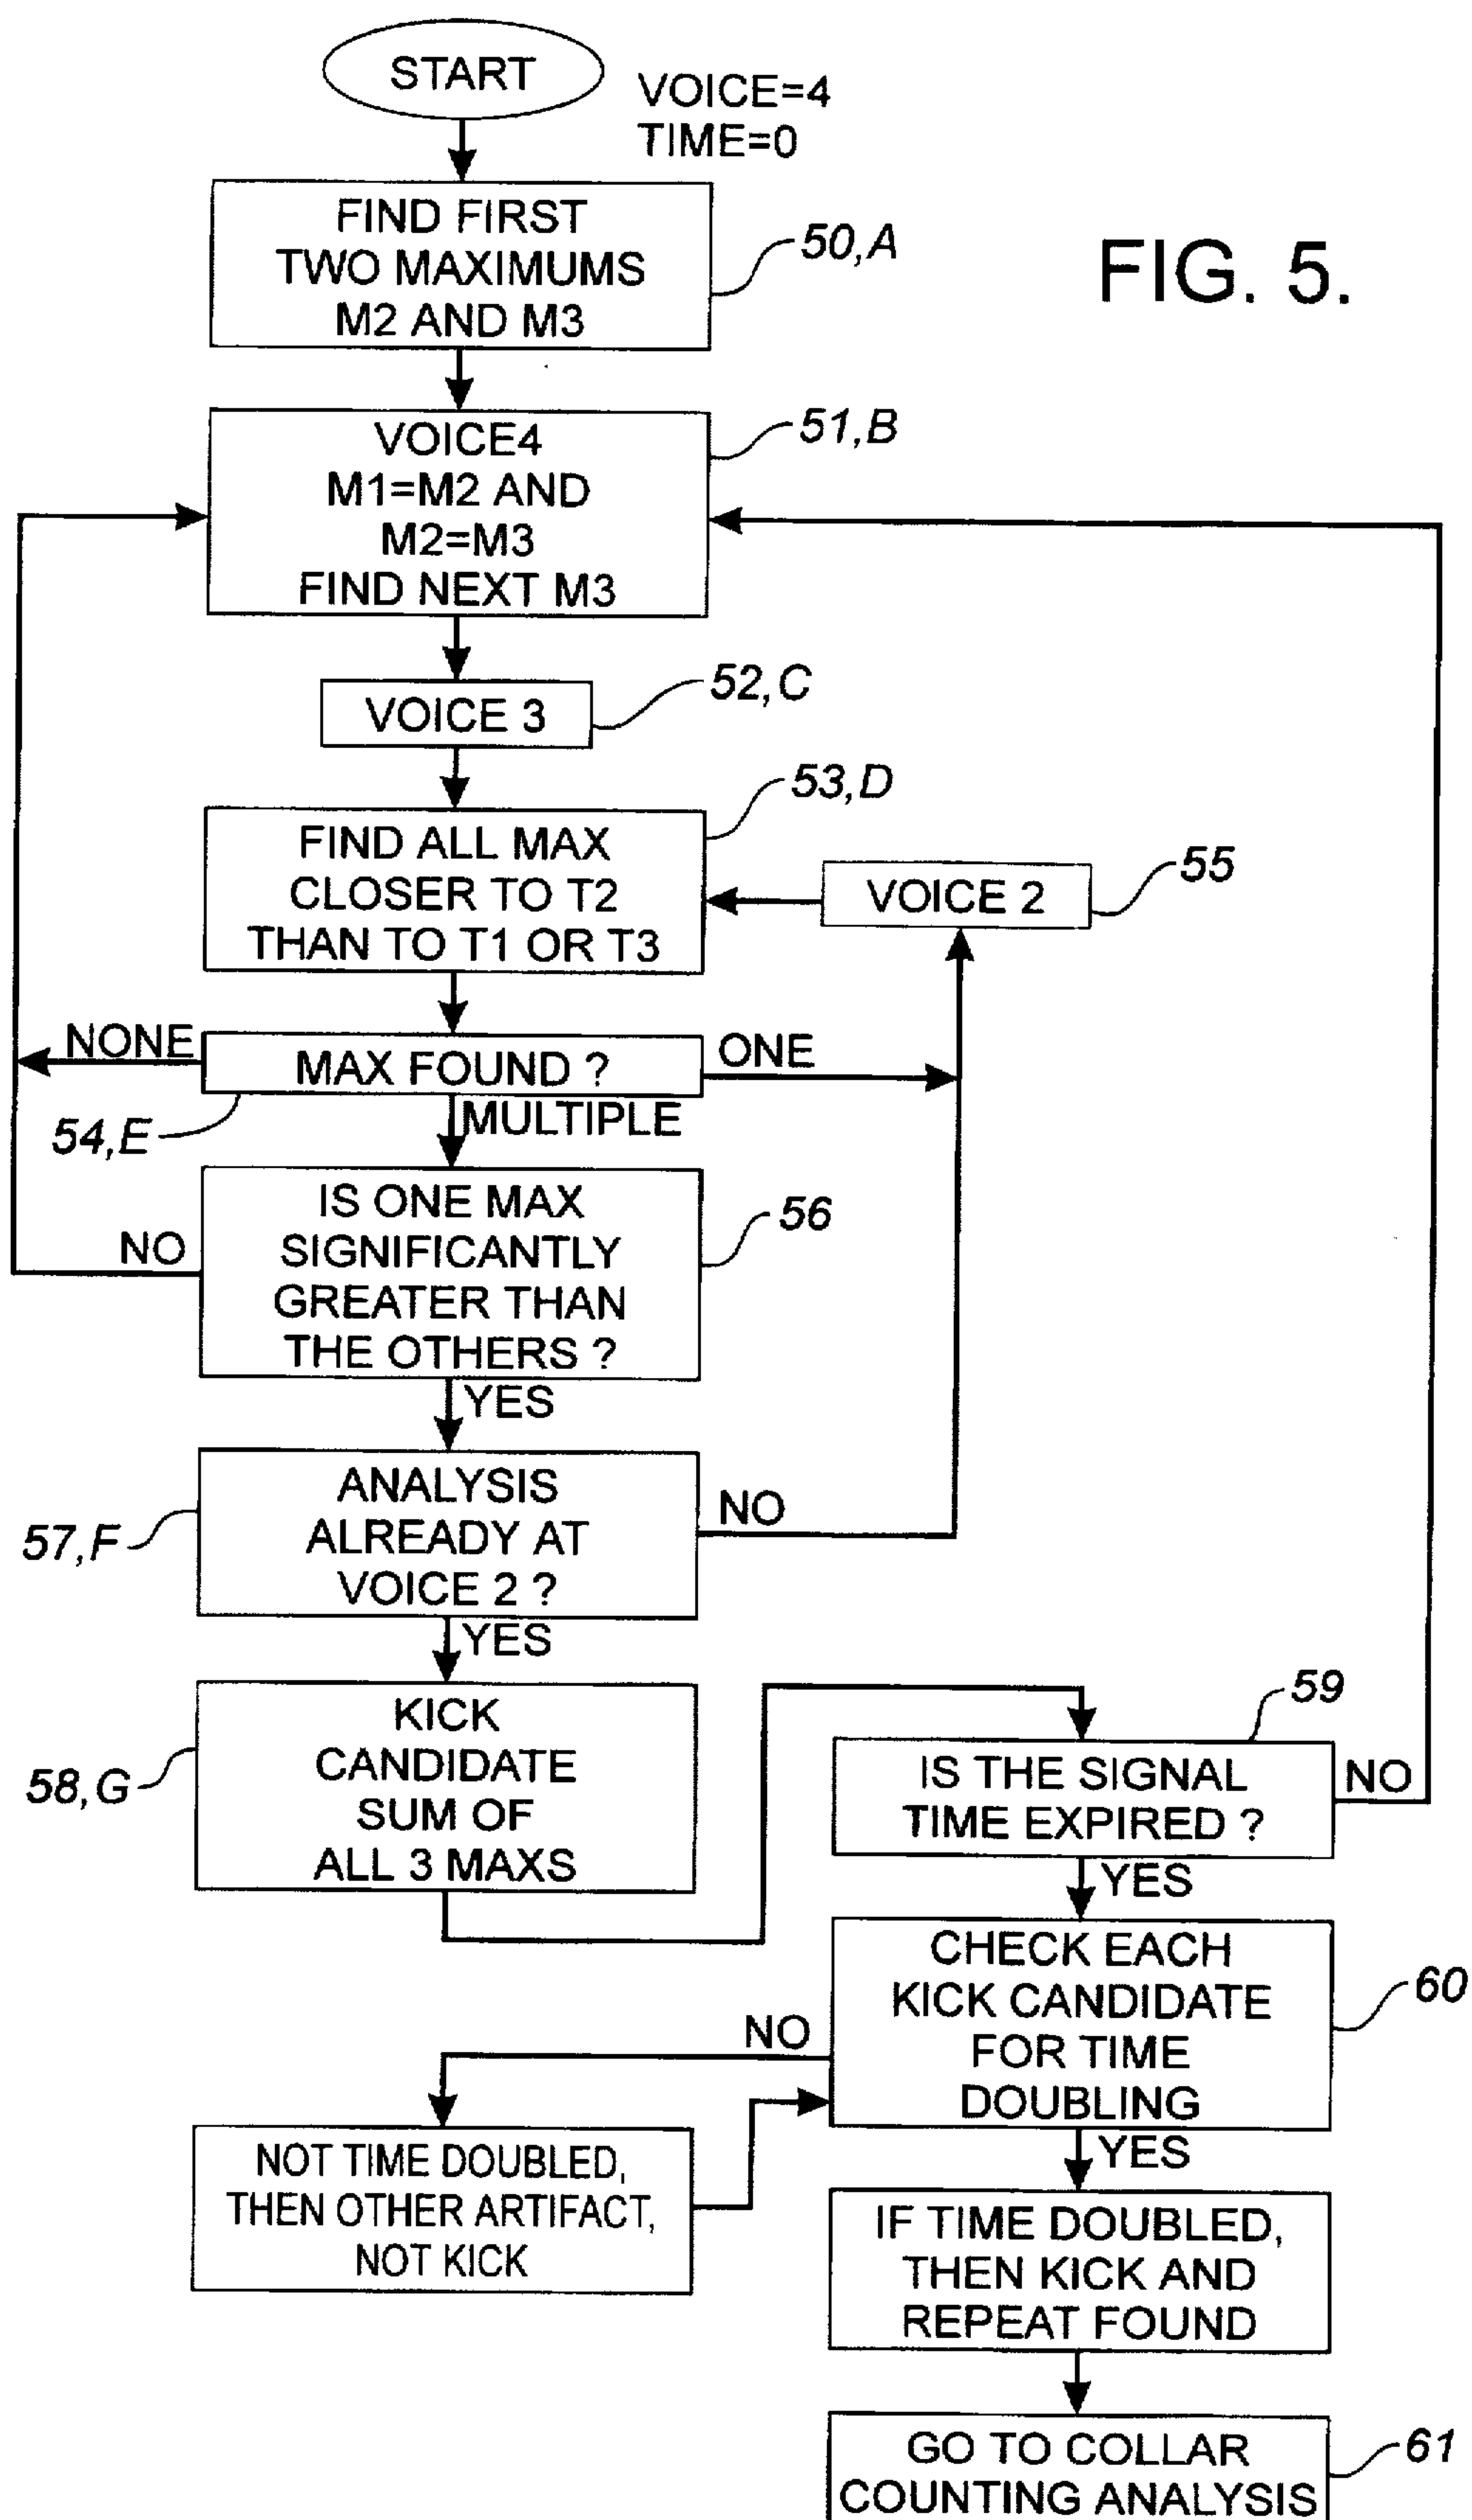 START
VOICE=4
TIME=0
FIND FIRST
TWO MAXIMUMS
M2 AND M3
50,A
FIG. 5.
VOICE4
M1=M2 AND
M2=M3
FIND NEXT M3
51,B
VOICE 3
52,C
FIND ALL MAX
CLOSER TO T2
THAN TO T1 OR T3
53,D
VOICE 2
55
NONE
MAX FOUND ?
ONE
54,E
MULTIPLE
IS ONE MAX
SIGNIFICANTLY
GREATER THAN
THE OTHERS ?
56
NO
YES
ANALYSIS
ALREADY AT
VOICE 2 ?
57,F
NO
YES
KICK
CANDIDATE
SUM OF
ALL 3 MAXS
58,G
IS THE SIGNAL
TIME EXPIRED ?
59
NO
YES
CHECK EACH
KICK CANDIDATE
FOR TIME
DOUBLING
60
NO
NOT TIME DOUBLED,
THEN OTHER ARTIFACT,
NOT KICK
YES
IF TIME DOUBLED,
THEN KICK AND
REPEAT FOUND
GO TO COLLAR
COUNTING ANALYSIS
61